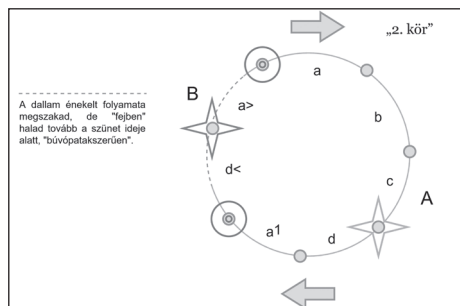 „2. kör”
a
B
a>
b
A dallam énekelt folyamata
megszakad, de "fejben"
halad tovább a szünet ideje
alatt, "búvópatakszerűen".
d<
c
A
a1
d